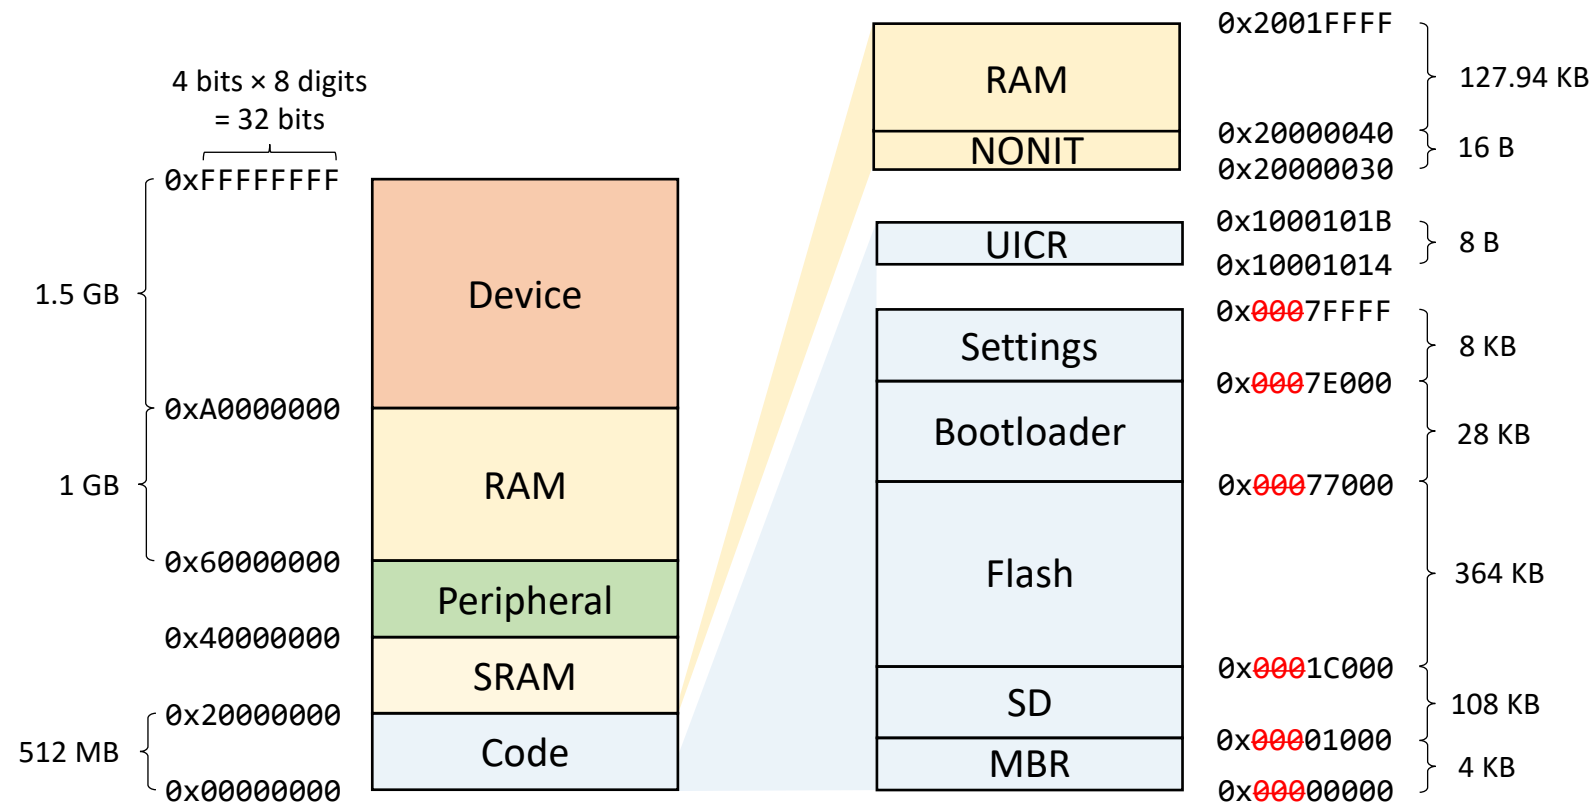 4 bits × 8 digits
= 32 bits
0xFFFFFFFF
1.5 GB
Device
0xA0000000
1 GB
RAM
0x60000000
Peripheral
0x40000000
SRAM
0x20000000
512 MB
Code
0x00000000
0x2001FFFF
RAM
127.94 KB
0x20000040
NONIT
16 B
0x20000030
0x1000101B
UICR
8 B
0x10001014
0x0007FFFF
Settings
8 KB
0x0007E000
Bootloader
28 KB
0x00077000
Flash
364 KB
0x0001C000
SD
108 KB
0x00001000
MBR
4 KB
0x00000000